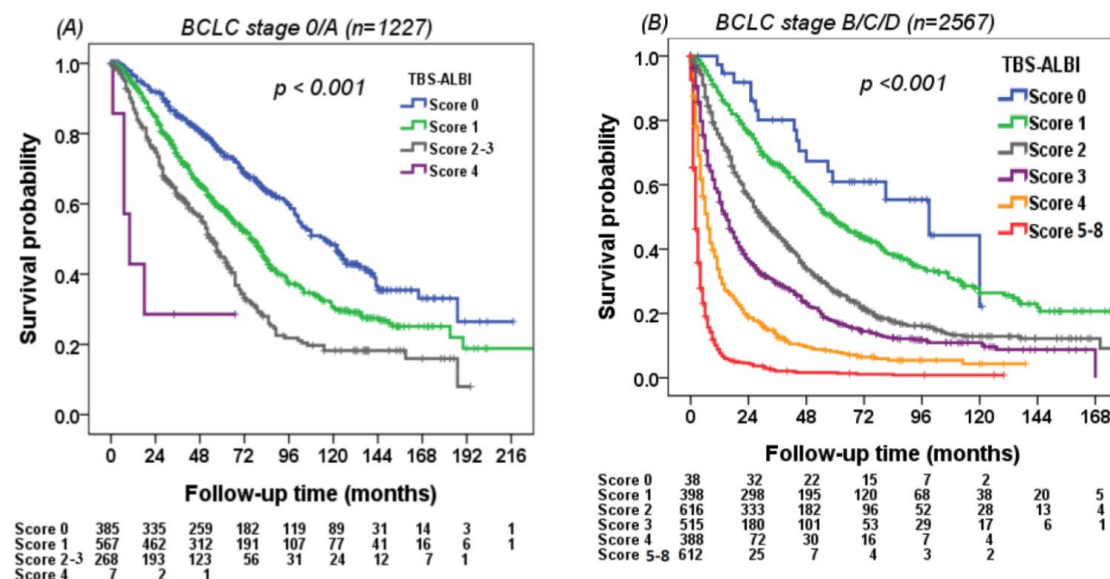 (A) BCLC stage 0/A (n=1227)
p < 0.001
TBS-ALBI
Score 0
Score 1
Score 2-3
Score 4
Survival probability
1.0
0.8
0.6
0.4
0.2
0.0
0 24 48 72 96 120 144 168 192 216
Follow-up time (months)
Score 0 385 335 259 182 119 89 31 14 3 1
Score 1 567 462 312 191 107 77 41 16 6 1
Score 2-3 268 193 123 56 31 24 12 7 1
Score 4 7 2 1
(B) BCLC stage B/C/D (n=2567)
p < 0.001
TBS-ALBI
Score 0
Score 1
Score 2
Score 3
Score 4
Score 5-8
Survival probability
1.0
0.8
0.6
0.4
0.2
0.0
0 24 48 72 96 120 144 168
Follow-up time (months)
Score 0 38 32 22 15 7 2
Score 1 398 298 195 120 68 38 20 5
Score 2 616 333 182 96 52 28 13 4
Score 3 515 180 101 53 29 17 6 1
Score 4 388 72 30 16 7 4
Score 5-8 612 25 7 4 3 2